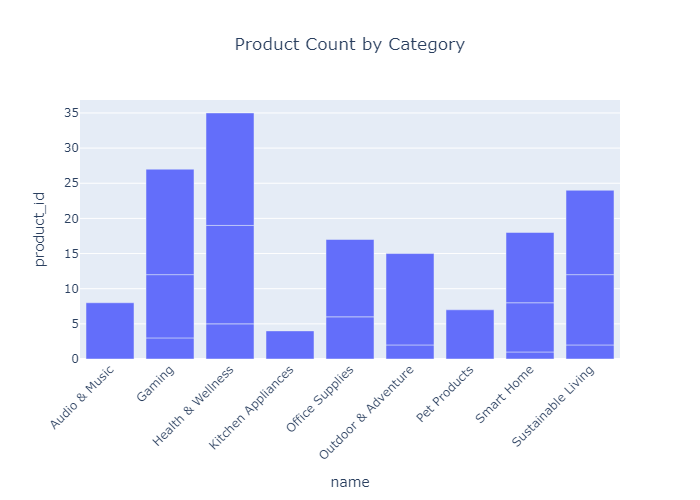 Product Count by Category
product_id
35
30
25
20
15
10
5
0
Audio & Music
Gaming
Health & Wellness
Kitchen Appliances
Office Supplies
Outdoor & Adventure
Pet Products
Smart Home
Sustainable Living
name